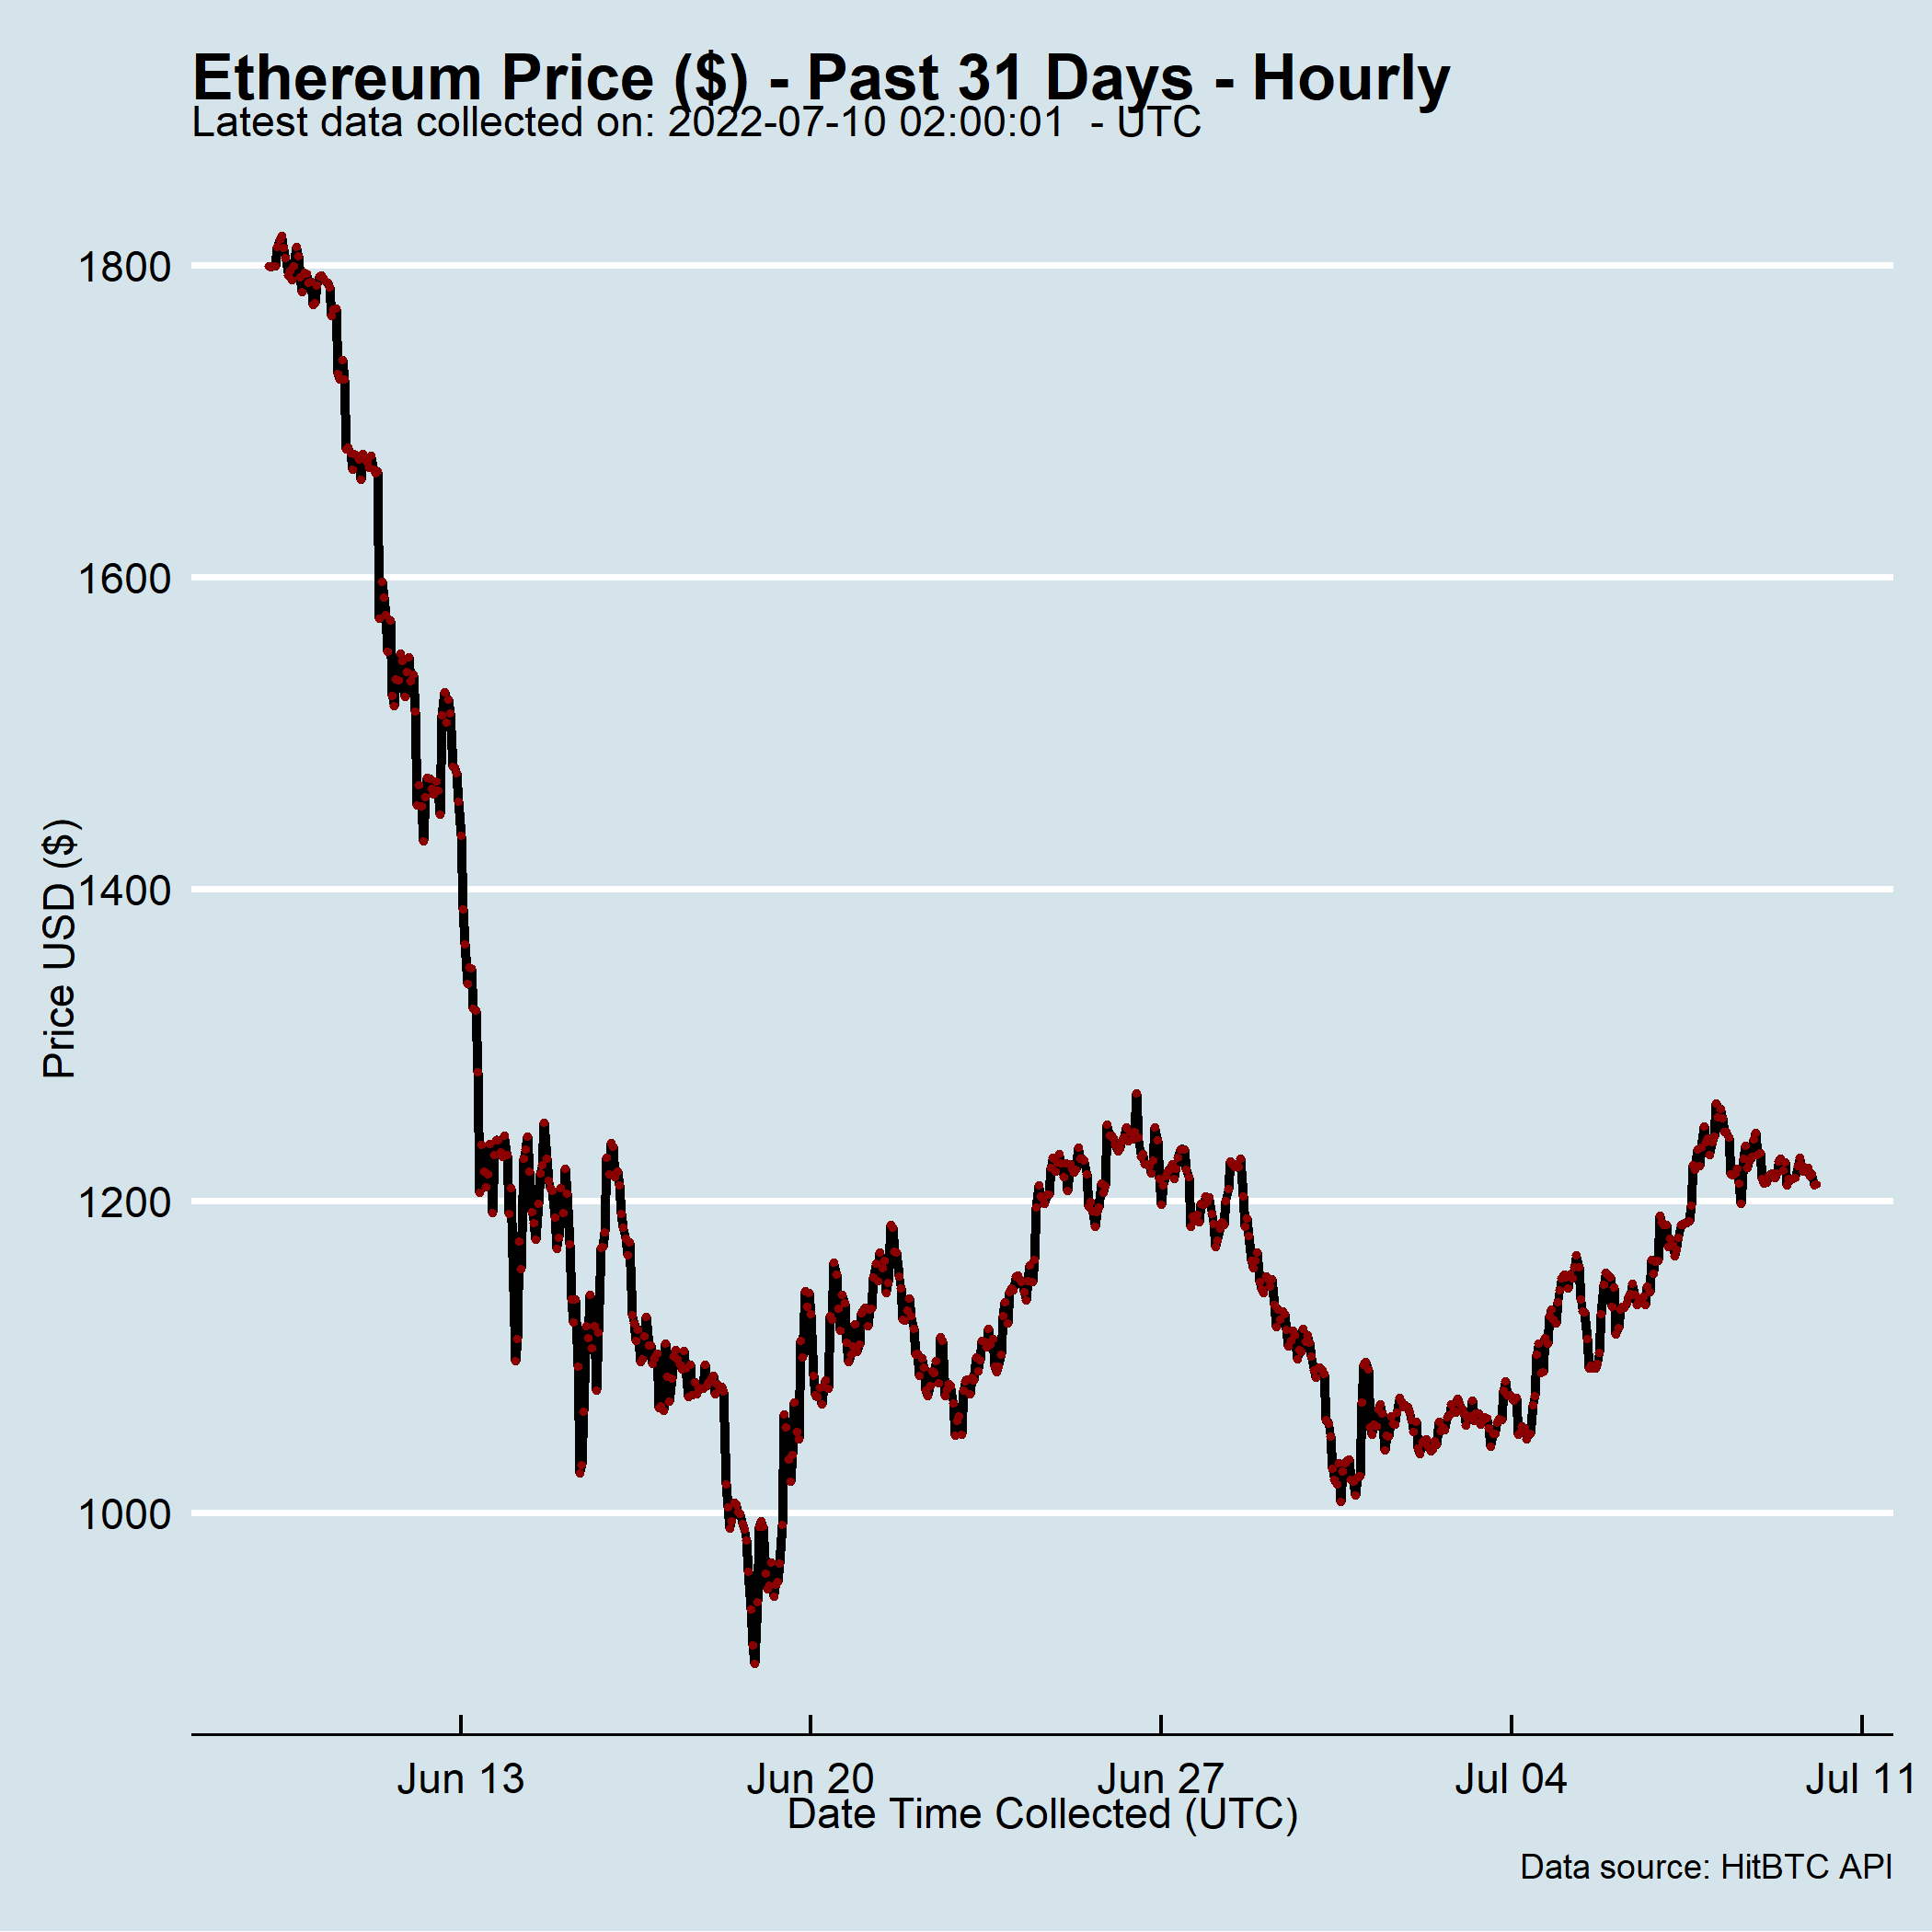 Ethereum Price ($) - Past 31 Days - Hourly
Latest data collected on: 2022-07-10 02:00:01  - UTC
1800
1600
1400
1200
1000
Price USD ($)
Jun 13
Jun 20
Jun 27
Jul 04
Jul 11
Date Time Collected (UTC)
Data source: HitBTC API